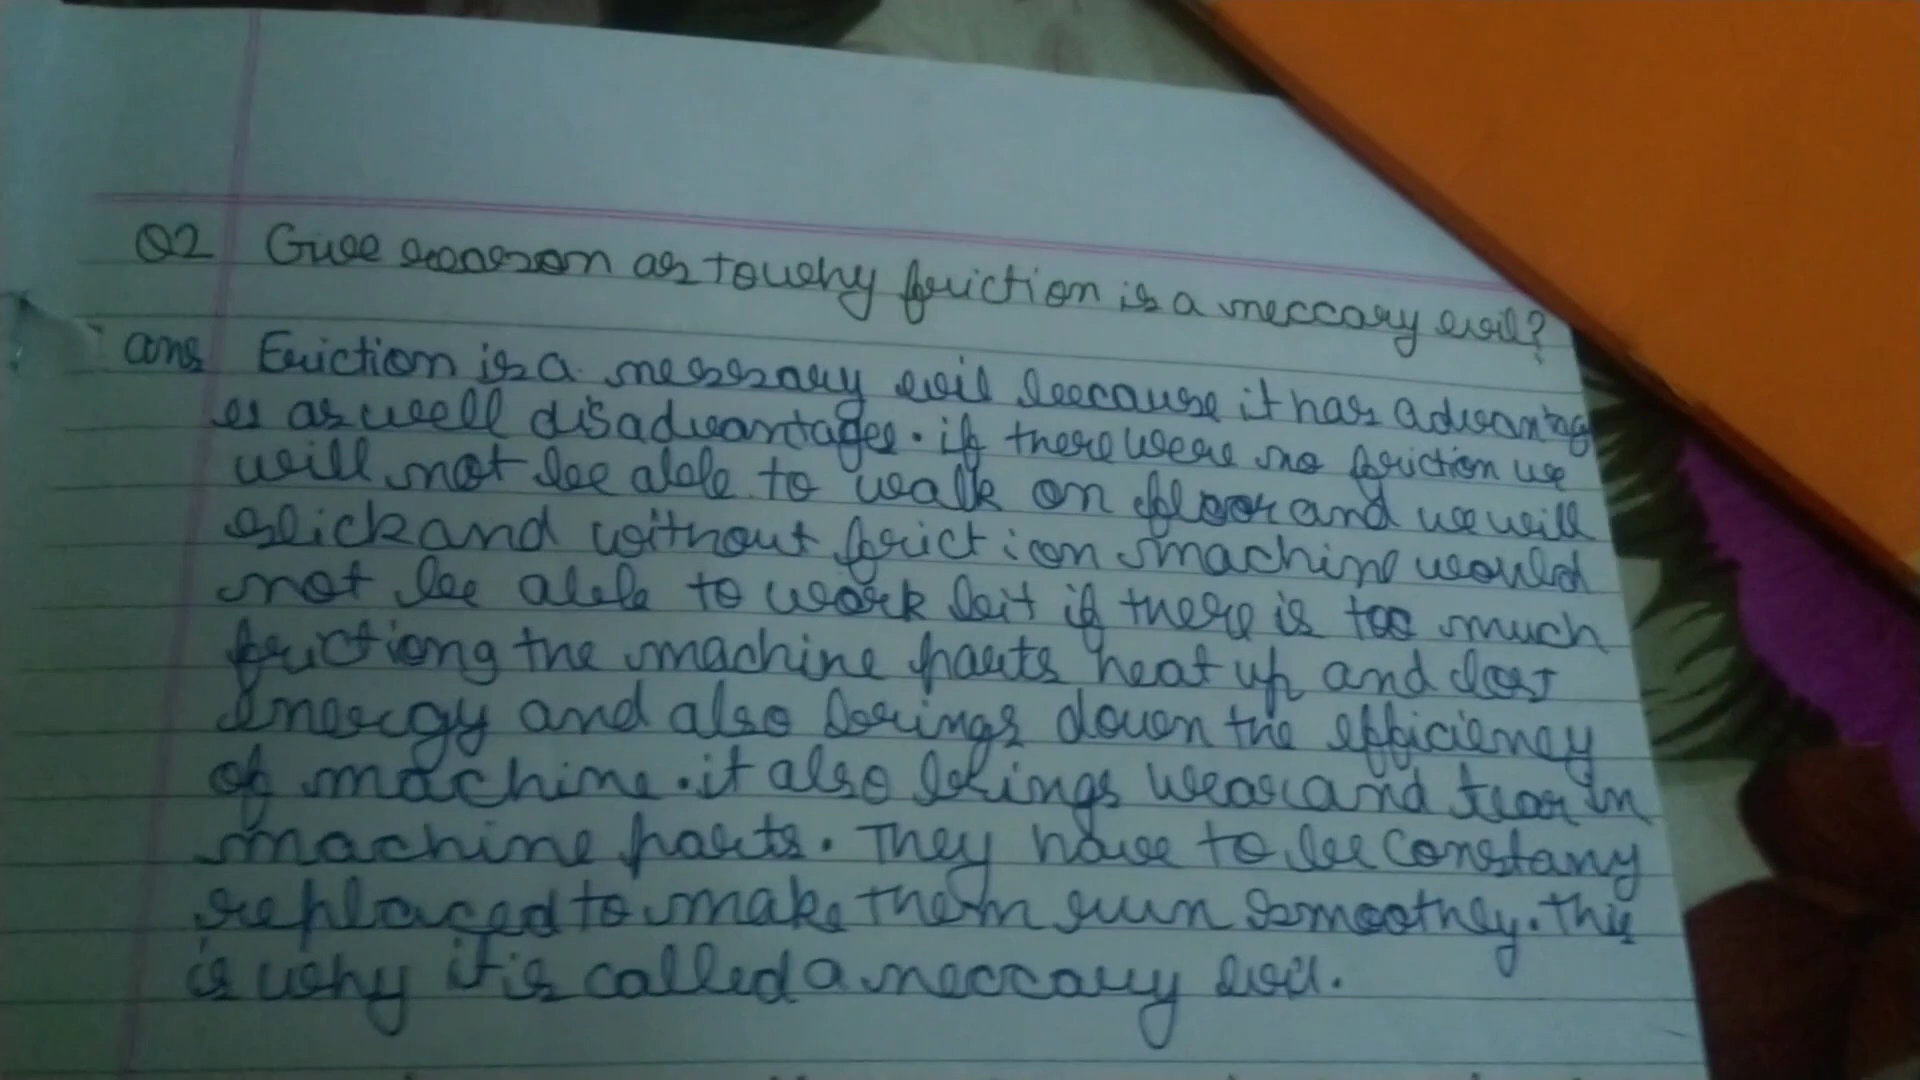 Q2 Give reason as to why friction is a neccary evil?
ans Friction is a nessary evil because it has advantag
es as well disadvantages. if there were no friction we
will not be able to walk on floor and we will
slick and without friction machine would
not be able to work but if there is too much
frictiong the machine parts heat up and lost
energy and also brings down the efficiency
of machine. it also brings wear and tear in
machine parts. They have to be constany
replaced to make them run smoothey. This
is why it is called a neccary evil.